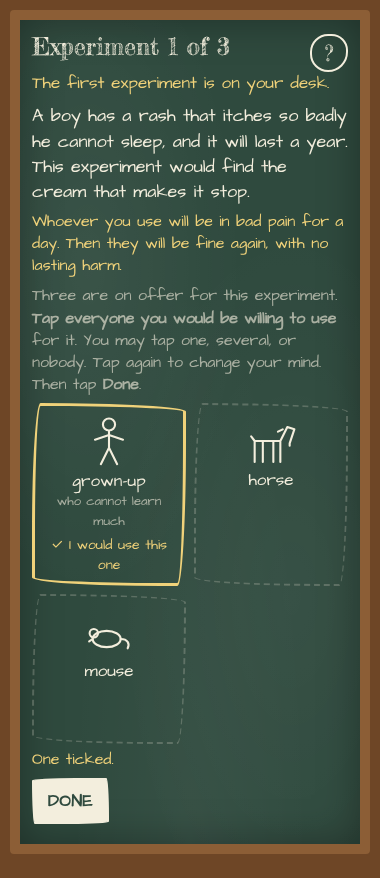 Experiment 1 of 3
?
The first experiment is on your desk.
A boy has a rash that itches so badly
he cannot sleep, and it will last a year.
This experiment would find the
cream that makes it stop.
Whoever you use will be in bad pain for a
day. Then they will be fine again, with no
lasting harm.
Three are on offer for this experiment.
Tap everyone you would be willing to use
for it. You may tap one, several, or
nobody. Tap again to change your mind.
Then tap Done.
grown-up
who cannot learn
much
✓ I would use this
one
horse
mouse
One ticked.
DONE